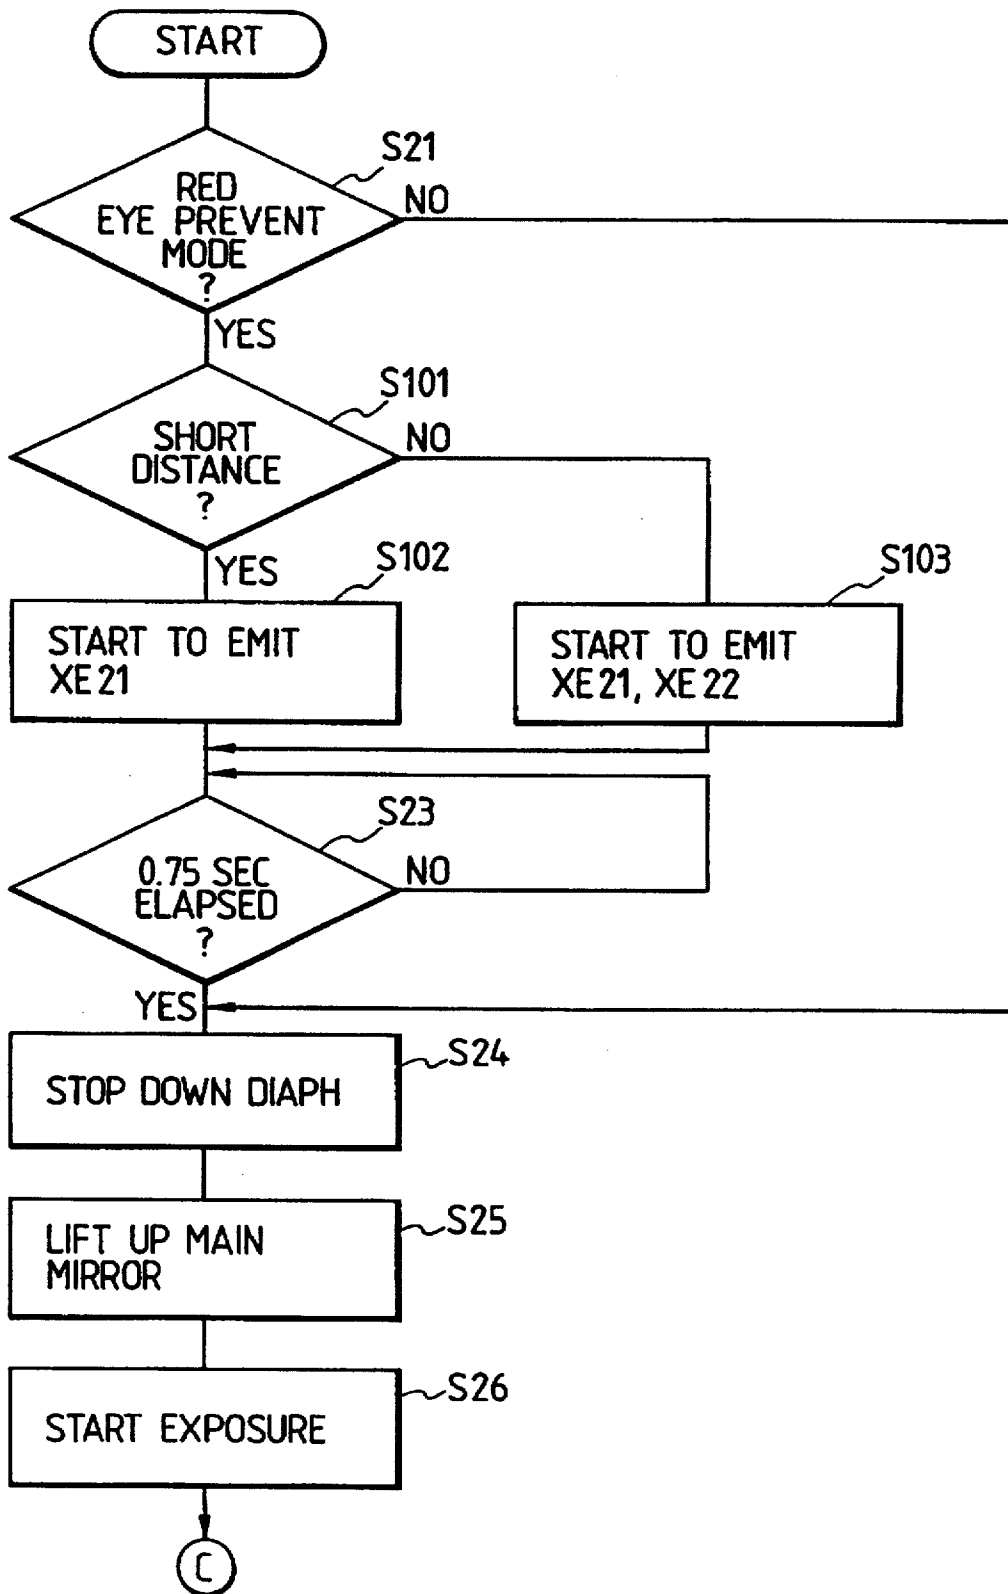 START
S21
RED
EYE PREVENT
MODE
?
NO
YES
S101
SHORT
DISTANCE
?
NO
YES
S102
START TO EMIT
XE21
S103
START TO EMIT
XE21, XE22
S23
0.75 SEC
ELAPSED
?
NO
YES
S24
STOP DOWN DIAPH
S25
LIFT UP MAIN
MIRROR
S26
START EXPOSURE
C